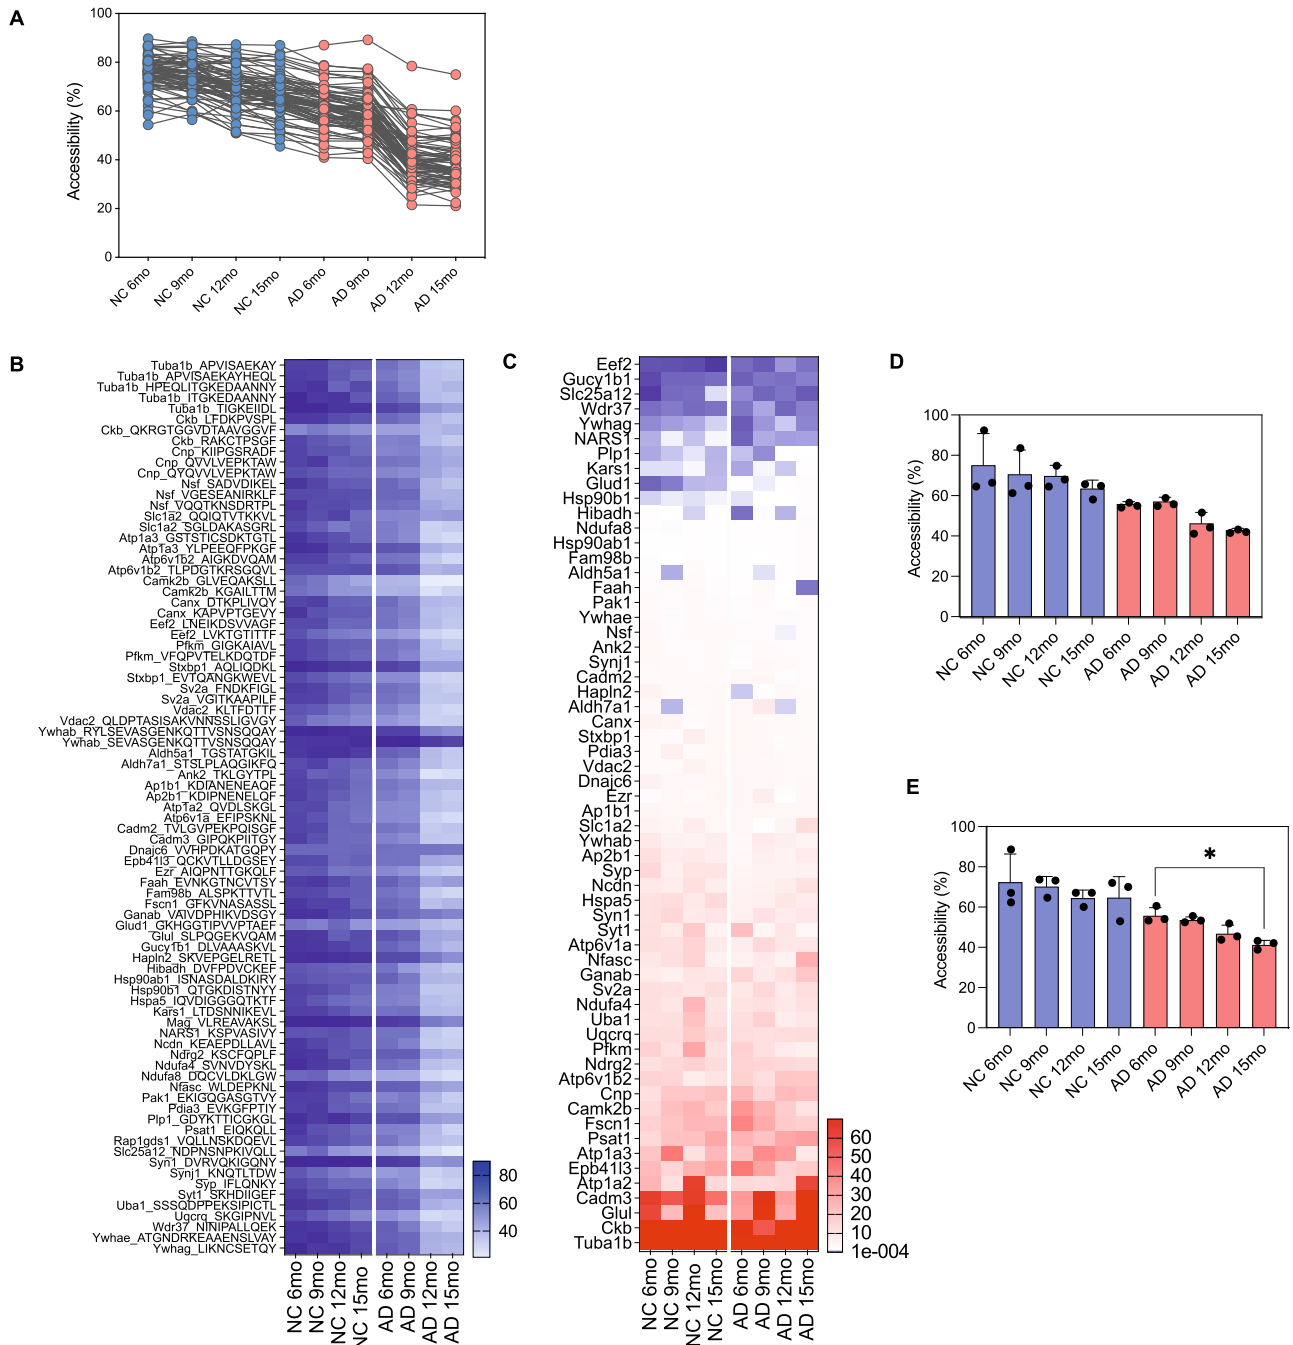 A
100
80
60
40
20
0
Accessibility (%)
NC 6mo
NC 9mo
NC 12mo
NC 15mo
AD 6mo
AD 9mo
AD 12mo
AD 15mo
B
Tuba1b_APVISAEKAY
Tuba1b_APVISAEKAYHEQL
Tuba1b_HPEQLITGKEDAANNY
Tuba1b_ITGKEDAANNY
Tuba1b_TIGKEIIDL
Ckb_LFDKPVSPL
Ckb_QKRGTGGVDTAAVGGVF
Ckb_RAKCTPSGF
Cnp_KIIPGSRADF
Cnp_QVVLVEPKTAW
Cnp_QYQVVLVEPKTAW
Nsf_SADVDIKEL
Nsf_VGESEANIRKLF
Nsf_VQQTKNSDRTPL
Slc1a2_QQIQTVTKKVL
Slc1a2_SGLDAKASGRL
Atp1a3_GSTSTICSDKTGTL
Atp1a3_YLPEEQFPKGF
Atp6v1b2_AIGKDVQAM
Atp6v1b2_TLPDGTKRSGQVL
Camk2b_GLVEQAKSLL
Camk2b_KGAILTTM
Canx_DTKPLIVQY
Canx_KAPVPTGEVY
Eef2_LNEIKDSVVAGF
Eef2_LVKTGTITTF
Pfkm_GIGKAIAVL
Pfkm_VFQPVTELKDQTDF
Stxbp1_AQLIQDKL
Stxbp1_EVTQANGKWEVL
Sv2a_FNDKFIGL
Sv2a_VGITKAAPILF
Vdac2_KLTFDTTF
Vdac2_QLDPTASISAKVNNSSLIGVGY
Ywhab_RYLSEVASGENKQTTVSNSQQAY
Ywhab_SEVASGENKQTTVSNSQQAY
Aldh5a1_TGSTATGKIL
Aldh7a1_STSLPLAQGIKFQ
Ank2_TKLGYTPL
Ap1b1_KDIANENEAQF
Ap2b1_KDIPNENELQF
Atp1a2_QVDLSKGL
Atp6v1a_EFIPSKNL
Cadm2_TVLGVPEKPQISGF
Cadm3_GIPQKPIITGY
Dnajc6_VVHPDKATGQPY
Epb41l3_QCKVTLLDGSEY
Ezr_AIQPNTTGKQLF
Faah_EVNKGTNCVTSY
Fam98b_ALSPKTTVTL
Fscn1_GFKVNASASSL
Ganab_VAIVDPHIKVDSGY
Glud1_GKHGGTIPVVPTAEF
Glul_SLPQGEKVQAM
Gucy1b1_DLVAAASKVL
Hapln2_SKVEPGELRETL
Hibadh_DVFPDVCKEF
Hsp90ab1_ISNASDALDKIRY
Hsp90b1_QTGKDISTNYY
Hspa5_IQVDIGGGQTKTF
Kars1_LTDSNNIKEVL
Mag_VLREAVAKSL
NARS1_KSPVASIVY
Ncdn_KEAEPDLLAVL
Ndrg2_KSCFQPLF
Ndufa4_SVNVDYSKL
Ndufa8_DQCVLDKLGW
Nfasc_WLDEPKNL
Pak1_EKIGQGASGTVY
Pdia3_EVKGFPTIY
Plp1_GDYKTTICGKGL
Psat1_EIQKQLL
Rap1gds1_VQLLNSKDQEVL
Slc25a12_NDPNSNPKIVQLL
Syn1_DVRVQKIGQNY
Synj1_KNQTLTDW
Syp_IFLQNKY
Syt1_SKHDIIGEF
Uba1_SSSQDPPEKSIPICTL
Uqcrq_SKGIPNVL
Wdr37_NINIPALLQEK
Ywhae_ATGNDRKEAAENSLVAY
Ywhag_LIKNCSETQY
80
60
40
NC 6mo
NC 9mo
NC 12mo
NC 15mo
AD 6mo
AD 9mo
AD 12mo
AD 15mo
C
Eef2
Gucy1b1
Slc25a12
Wdr37
Ywhag
NARS1
Plp1
Kars1
Glud1
Hsp90b1
Hibadh
Ndufa8
Hsp90ab1
Fam98b
Aldh5a1
Faah
Pak1
Ywhae
Nsf
Ank2
Synj1
Cadm2
Hapln2
Aldh7a1
Canx
Stxbp1
Pdia3
Vdac2
Dnajc6
Ezr
Ap1b1
Slc1a2
Ywhab
Ap2b1
Syp
Ncdn
Hspa5
Syn1
Syt1
Atp6v1a
Nfasc
Ganab
Sv2a
Ndufa4
Uba1
Uqcrq
Pfkm
Ndrg2
Atp6v1b2
Cnp
Camk2b
Fscn1
Psat1
Atp1a3
Epb41l3
Atp1a2
Cadm3
Glul
Ckb
Tuba1b
60
50
40
30
20
10
1e-004
NC 6mo
NC 9mo
NC 12mo
NC 15mo
AD 6mo
AD 9mo
AD 12mo
AD 15mo
D
100
80
60
40
20
0
Accessibility (%)
NC 6mo
NC 9mo
NC 12mo
NC 15mo
AD 6mo
AD 9mo
AD 12mo
AD 15mo
E
100
80
60
40
20
0
Accessibility (%)
*
NC 6mo
NC 9mo
NC 12mo
NC 15mo
AD 6mo
AD 9mo
AD 12mo
AD 15mo